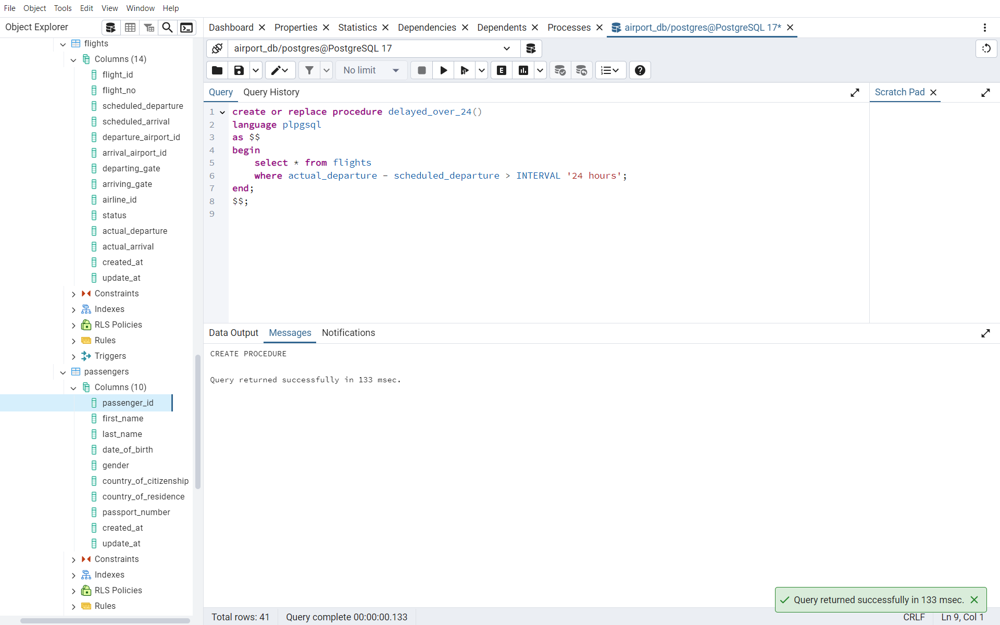 File Object Tools Edit View Window Help
Object Explorer
Dashboard Properties Statistics Dependencies Dependents Processes airport_db/postgres@PostgreSQL 17*
flights
Columns (14)
flight_id
flight_no
scheduled_departure
scheduled_arrival
departure_airport_id
arrival_airport_id
departing_gate
arriving_gate
airline_id
status
actual_departure
actual_arrival
created_at
update_at
Constraints
Indexes
RLS Policies
Rules
Triggers
passengers
Columns (10)
passenger_id
first_name
last_name
date_of_birth
gender
country_of_citizenship
country_of_residence
passport_number
created_at
update_at
Constraints
Indexes
RLS Policies
Rules
airport_db/postgres@PostgreSQL 17
No limit
E
Query Query History
Scratch Pad
1 create or replace procedure delayed_over_24()
2 language plpgsql
3 as $$
4 begin
5 select * from flights
6 where actual_departure - scheduled_departure > INTERVAL '24 hours';
7 end;
8 $$;
9
Data Output Messages Notifications
CREATE PROCEDURE
Query returned successfully in 133 msec.
Query returned successfully in 133 msec.
Total rows: 41 Query complete 00:00:00.133 CRLF Ln 9, Col 1